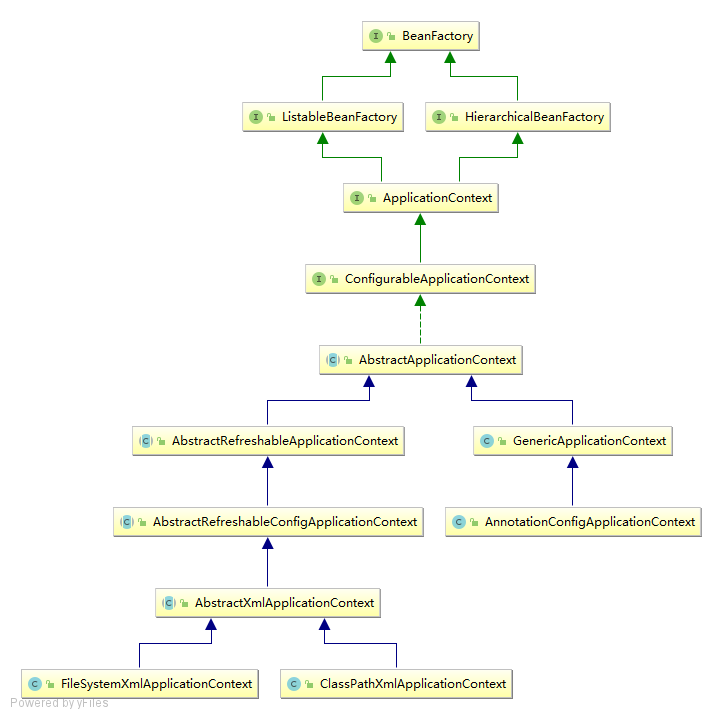 I BeanFactory
I ListableBeanFactory
I HierarchicalBeanFactory
I ApplicationContext
I ConfigurableApplicationContext
C AbstractApplicationContext
C AbstractRefreshableApplicationContext
C GenericApplicationContext
C AbstractRefreshableConfigApplicationContext
C AnnotationConfigApplicationContext
C AbstractXmlApplicationContext
C FileSystemXmlApplicationContext
C ClassPathXmlApplicationContext
Powered by yFiles